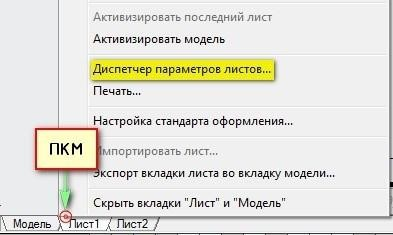 Активизировать последний лист
Активизировать модель
Диспетчер параметров листов...
Печать...
Настройка стандарта оформления...
ПКМ
Импортировать лист...
Экспорт вкладки листа во вкладку модели...
Скрыть вкладки "Лист" и "Модель"
Модель Лист1 Лист2